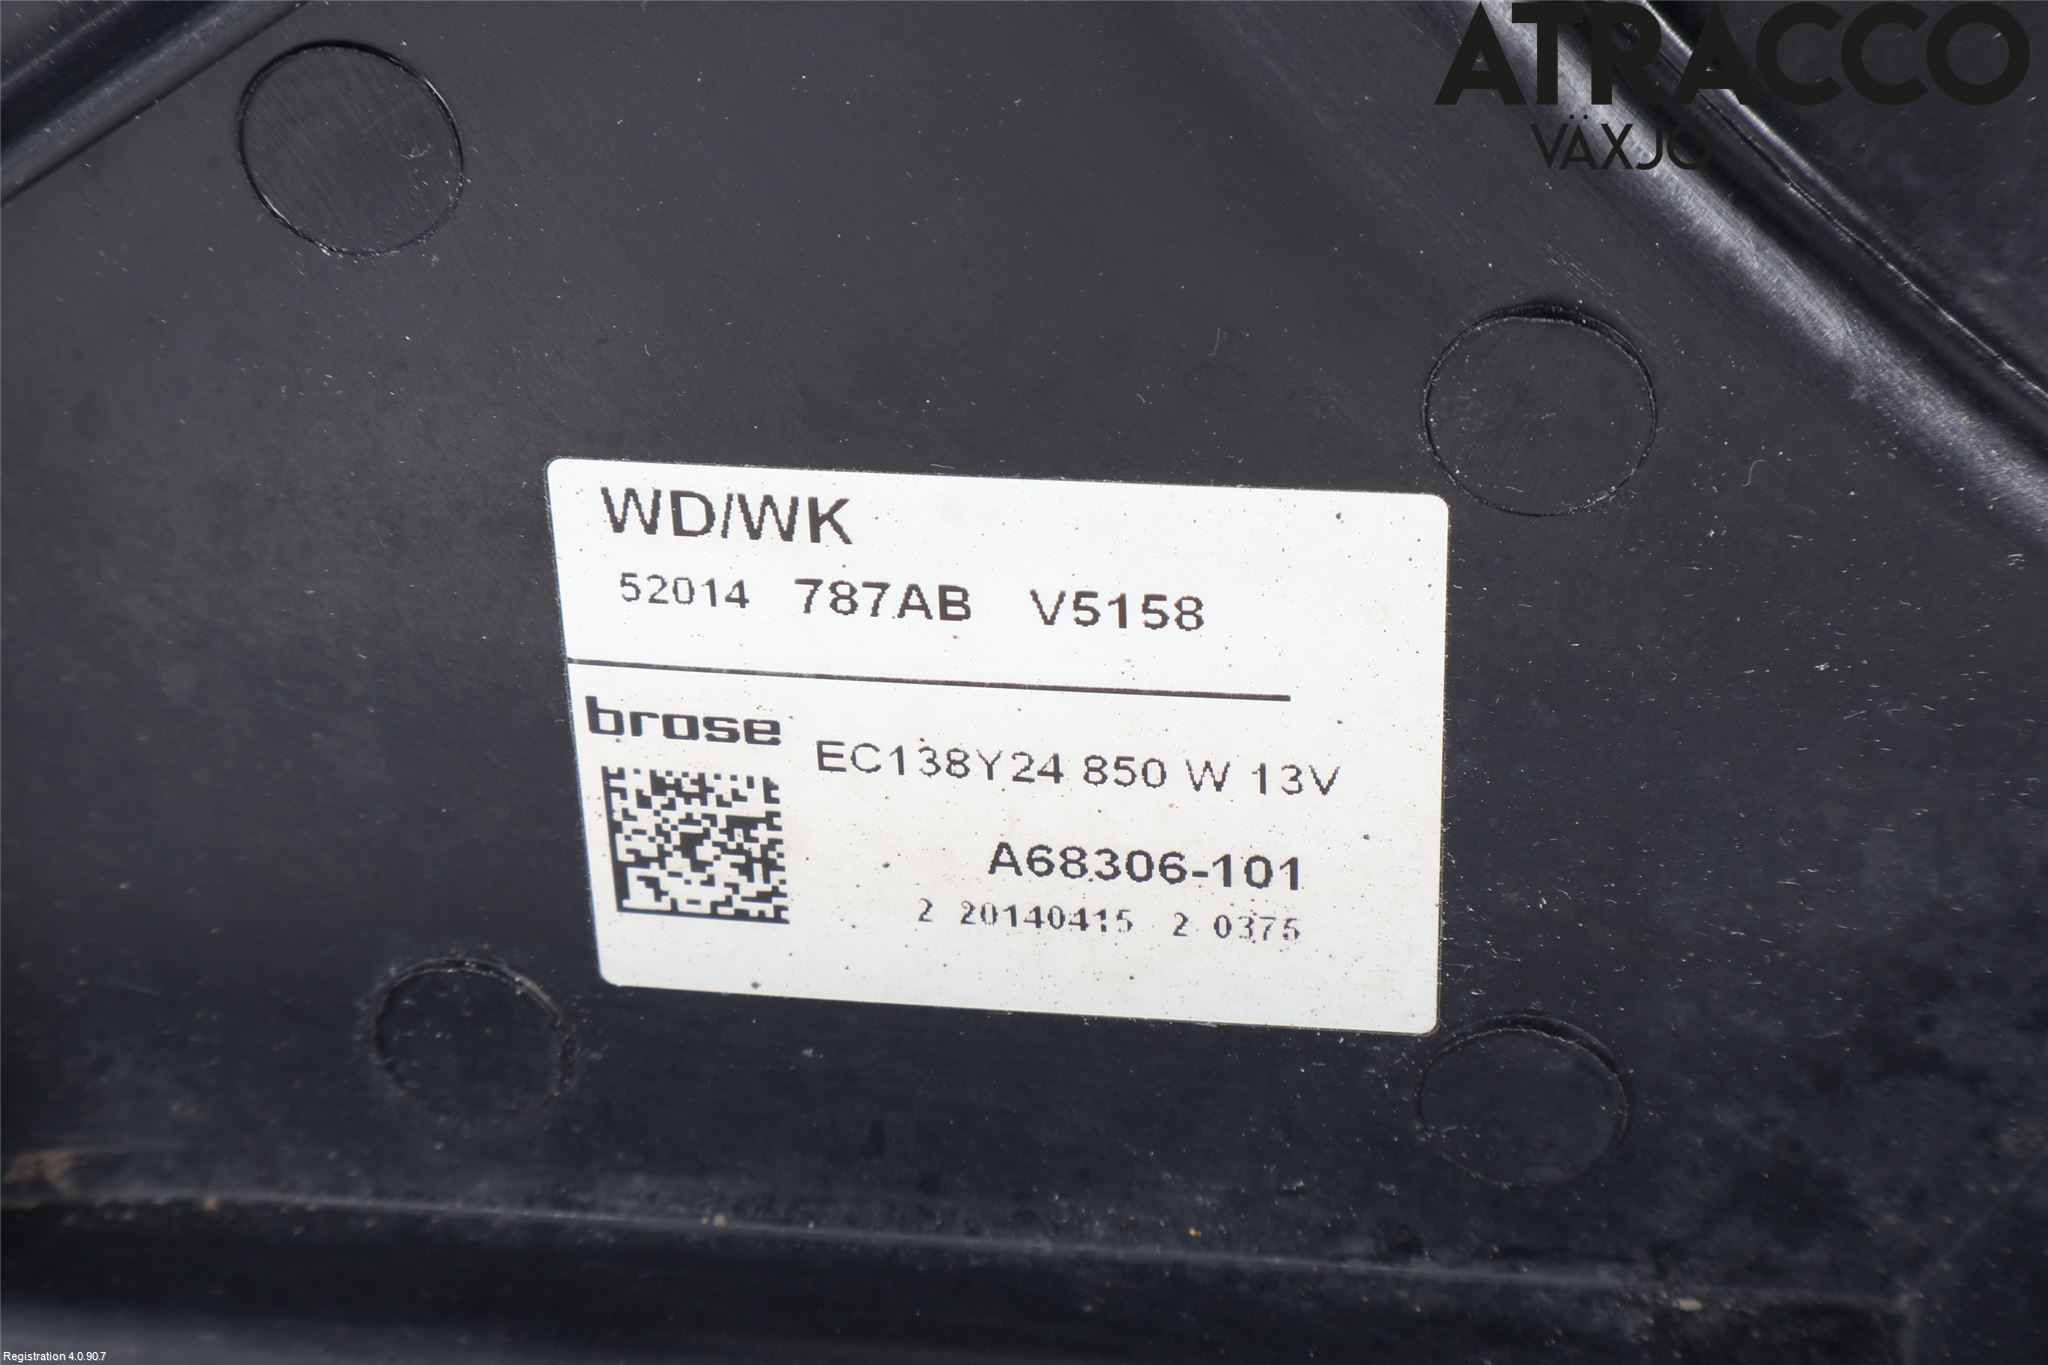 ATRACCO
VÄXJÖ
WD/WK
52014 787AB V5158
brose
EC138Y24 850 W 13V
A68306-101
2 20140415 2 0375
Registration 4.0.90.7